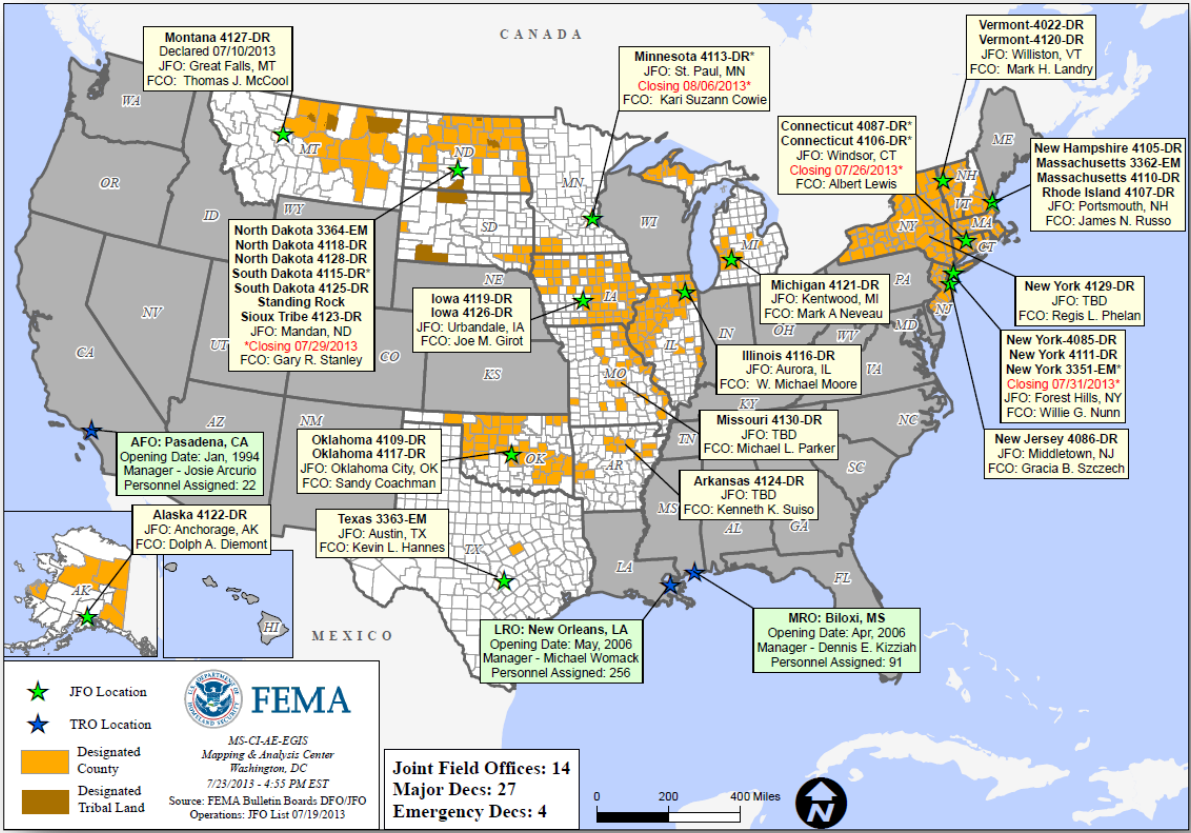 CANADA
Montana 4127-DR
Declared 07/10/2013
JFO: Great Falls, MT
FCO: Thomas J. McCool
Minnesota 4113-DR*
JFO: St. Paul, MN
Closing 08/06/2013*
FCO: Kari Suzann Cowie
Vermont-4022-DR
Vermont-4120-DR
JFO: Williston, VT
FCO: Mark H. Landry
Connecticut 4087-DR*
Connecticut 4106-DR*
JFO: Windsor, CT
Closing 07/26/2013*
FCO: Albert Lewis
New Hampshire 4105-DR
Massachusetts 3362-EM
Massachusetts 4110-DR
Rhode Island 4107-DR
JFO: Portsmouth, NH
FCO: James N. Russo
WA
MT
ND
MN
ME
NH
VT
OR
ID
WY
SD
WI
MI
NY
MA
CT
North Dakota 3364-EM
North Dakota 4118-DR
North Dakota 4128-DR
South Dakota 4115-DR*
South Dakota 4125-DR
Standing Rock
Sioux Tribe 4123-DR
JFO: Mandan, ND
*Closing 07/29/2013
FCO: Gary R. Stanley
Iowa 4119-DR
Iowa 4126-DR
JFO: Urbandale, IA
FCO: Joe M. Girot
Michigan 4121-DR
JFO: Kentwood, MI
FCO: Mark A Neveau
New York 4129-DR
JFO: TBD
FCO: Regis L. Phelan
NE
IA
PA
NJ
NV
UT
CO
IL
IN
OH
WV
MD
New York-4085-DR
New York 4111-DR
New York 3351-EM*
Closing 07/31/2013*
JFO: Forest Hills, NY
FCO: Willie G. Nunn
Illinois 4116-DR
JFO: Aurora, IL
FCO: W. Michael Moore
CA
KS
MO
KY
VA
Missouri 4130-DR
JFO: TBD
FCO: Michael L. Parker
New Jersey 4086-DR
JFO: Middletown, NJ
FCO: Gracia B. Szczech
AZ
NM
OK
AR
TN
NC
SC
AFO: Pasadena, CA
Opening Date: Jan, 1994
Manager - Josie Arcurio
Personnel Assigned: 22
Oklahoma 4109-DR
Oklahoma 4117-DR
JFO: Oklahoma City, OK
FCO: Sandy Coachman
Arkansas 4124-DR
JFO: TBD
FCO: Kenneth K. Suiso
Alaska 4122-DR
JFO: Anchorage, AK
FCO: Dolph A. Diemont
Texas 3363-EM
JFO: Austin, TX
FCO: Kevin L. Hannes
TX
LA
MS
AL
GA
FL
AK
HI
MEXICO
LRO: New Orleans, LA
Opening Date: May, 2006
Manager - Michael Womack
Personnel Assigned: 256
MRO: Biloxi, MS
Opening Date: Apr, 2006
Manager - Dennis E. Kizziah
Personnel Assigned: 91
JFO Location
TRO Location
Designated
County
Designated
Tribal Land
U.S. DEPARTMENT OF
HOMELAND SECURITY
FEMA
MS-CI-AE-EGIS
Mapping & Analysis Center
Washington, DC
7/23/2013 - 4:55 PM EST
Source: FEMA Bulletin Boards DFO/JFO
Operations: JFO List 07/19/2013
Joint Field Offices: 14
Major Decs: 27
Emergency Decs: 4
0 200 400 Miles
N